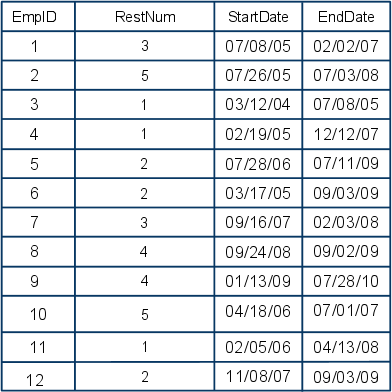 EmpID RestNum StartDate EndDate
1 3 07/08/05 02/02/07
2 5 07/26/05 07/03/08
3 1 03/12/04 07/08/05
4 1 02/19/05 12/12/07
5 2 07/28/06 07/11/09
6 2 03/17/05 09/03/09
7 3 09/16/07 02/03/08
8 4 09/24/08 09/02/09
9 4 01/13/09 07/28/10
10 5 04/18/06 07/01/07
11 1 02/05/06 04/13/08
12 2 11/08/07 09/03/09